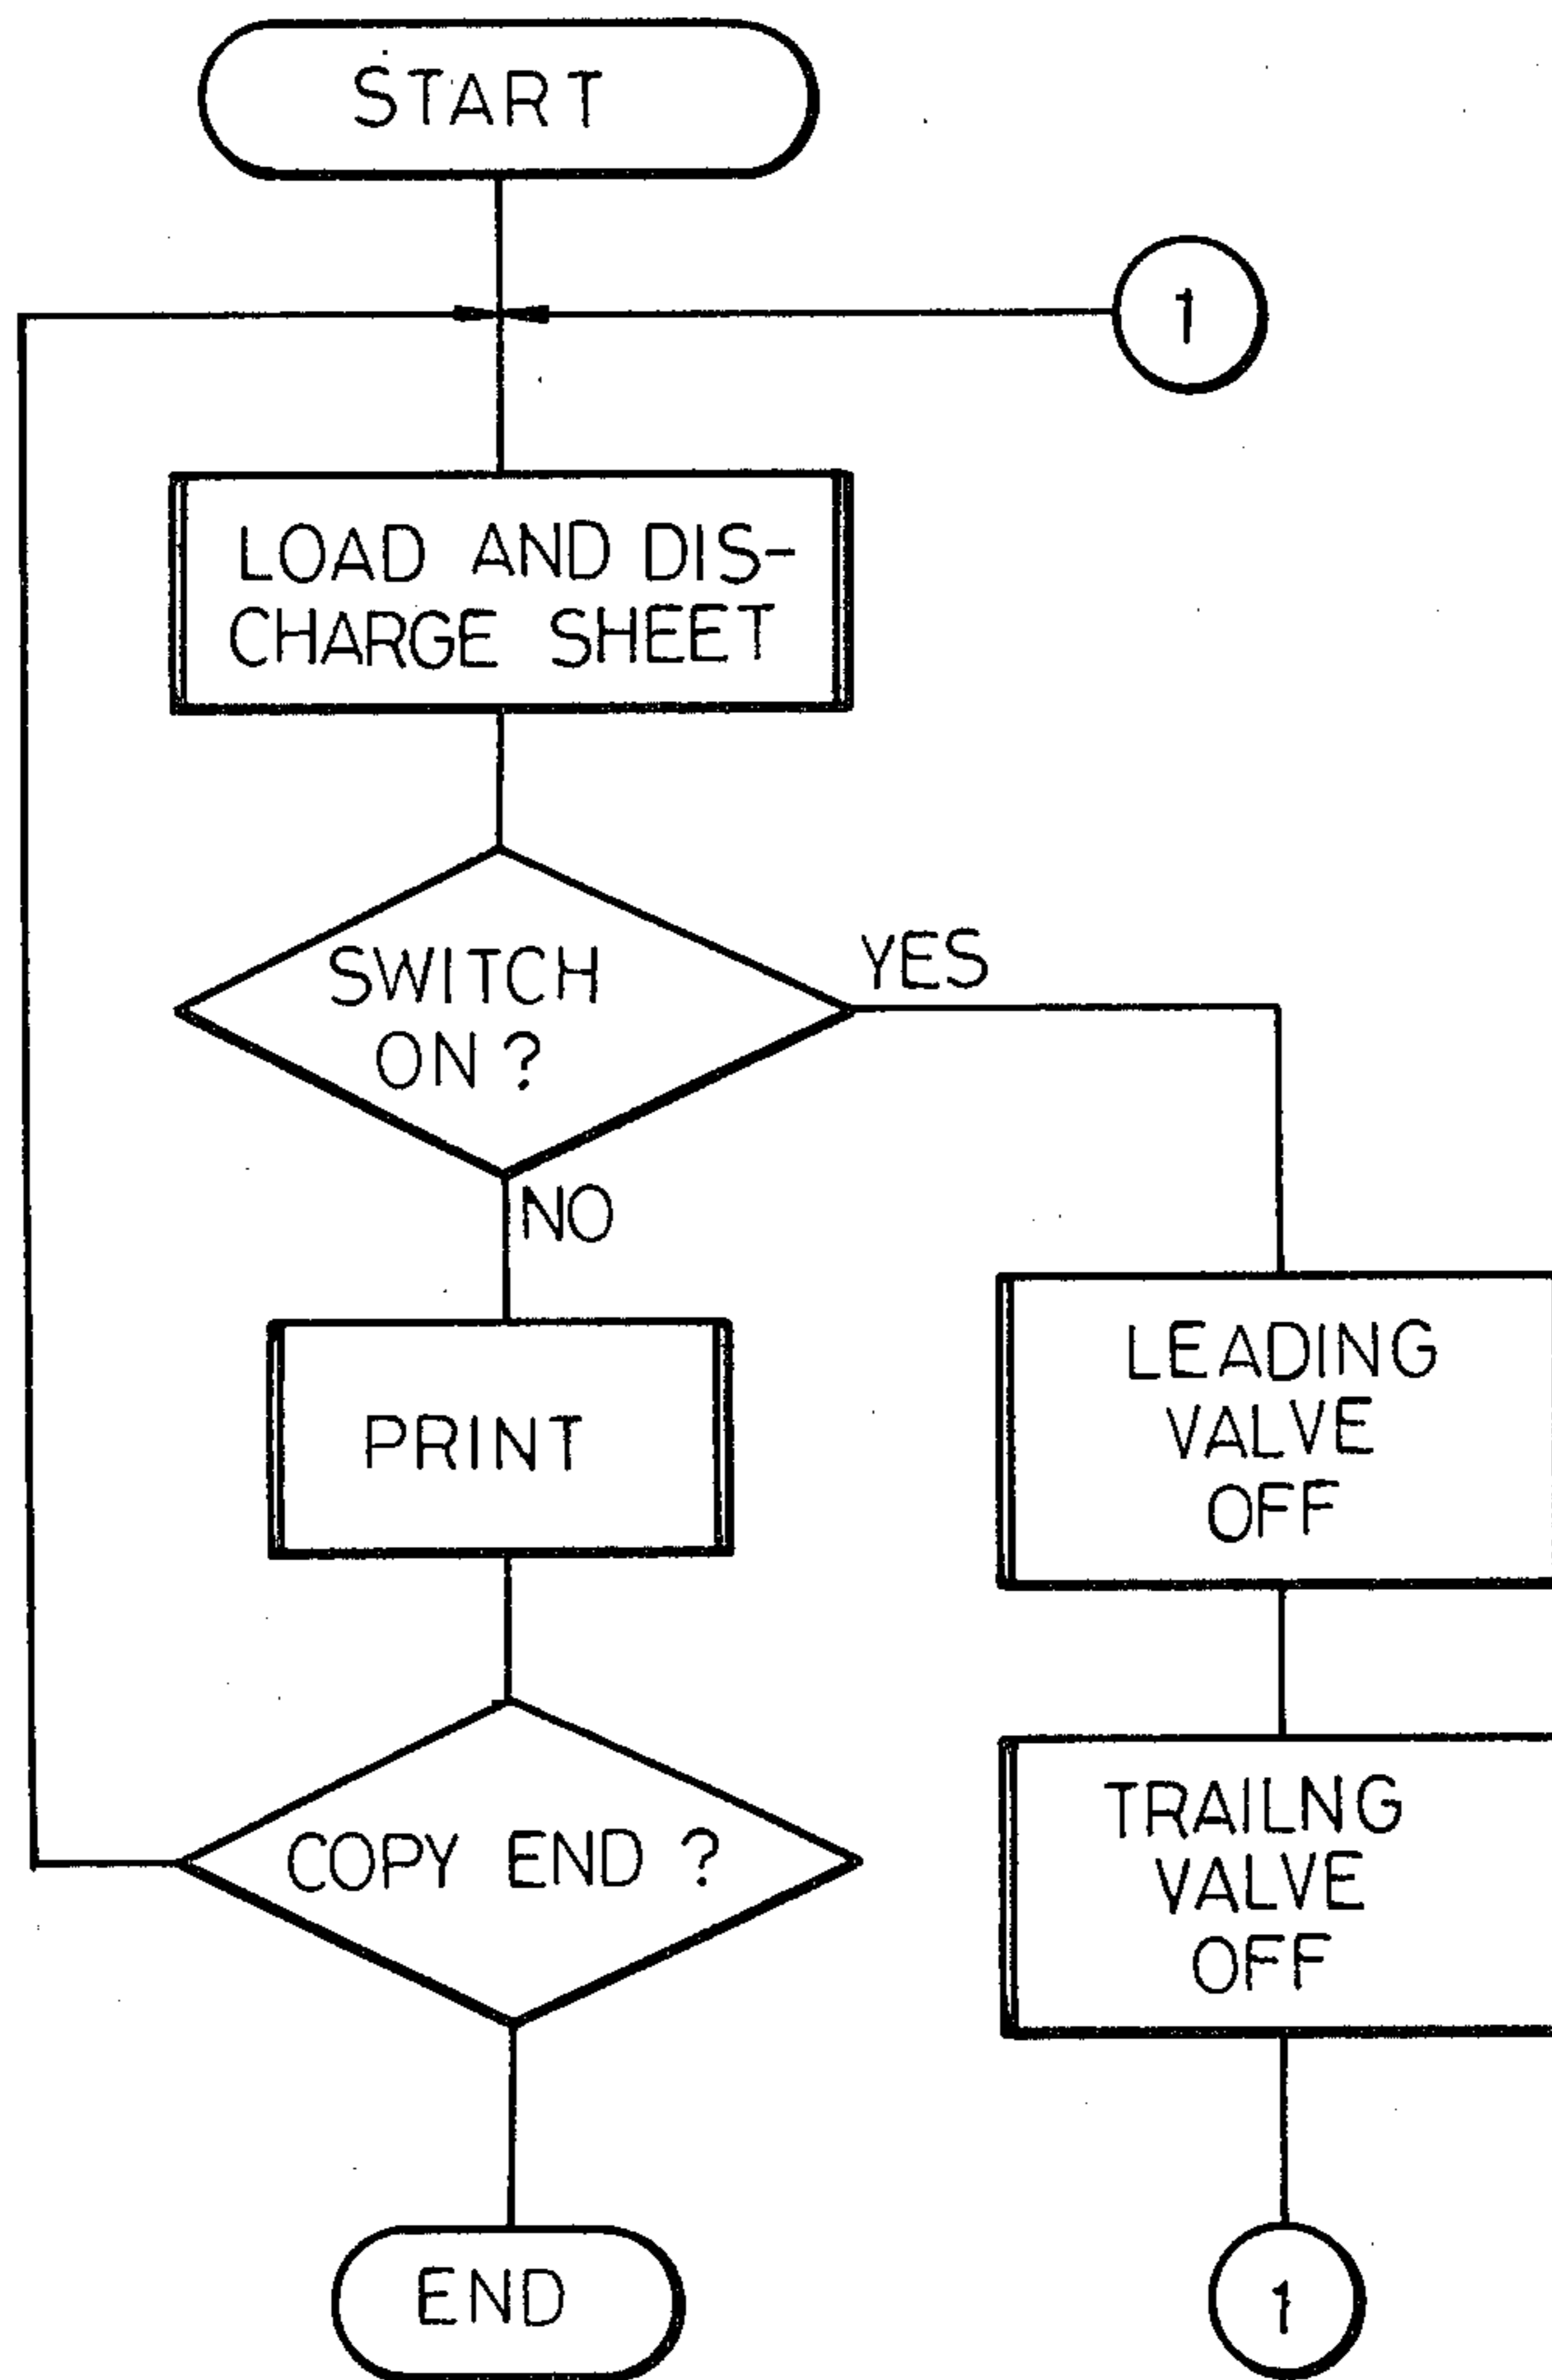 START
1
LOAD AND DIS-
CHARGE SHEET
SWITCH
ON ?
YES
NO
PRINT
LEADING
VALVE
OFF
COPY END ?
TRAILNG
VALVE
OFF
END
1